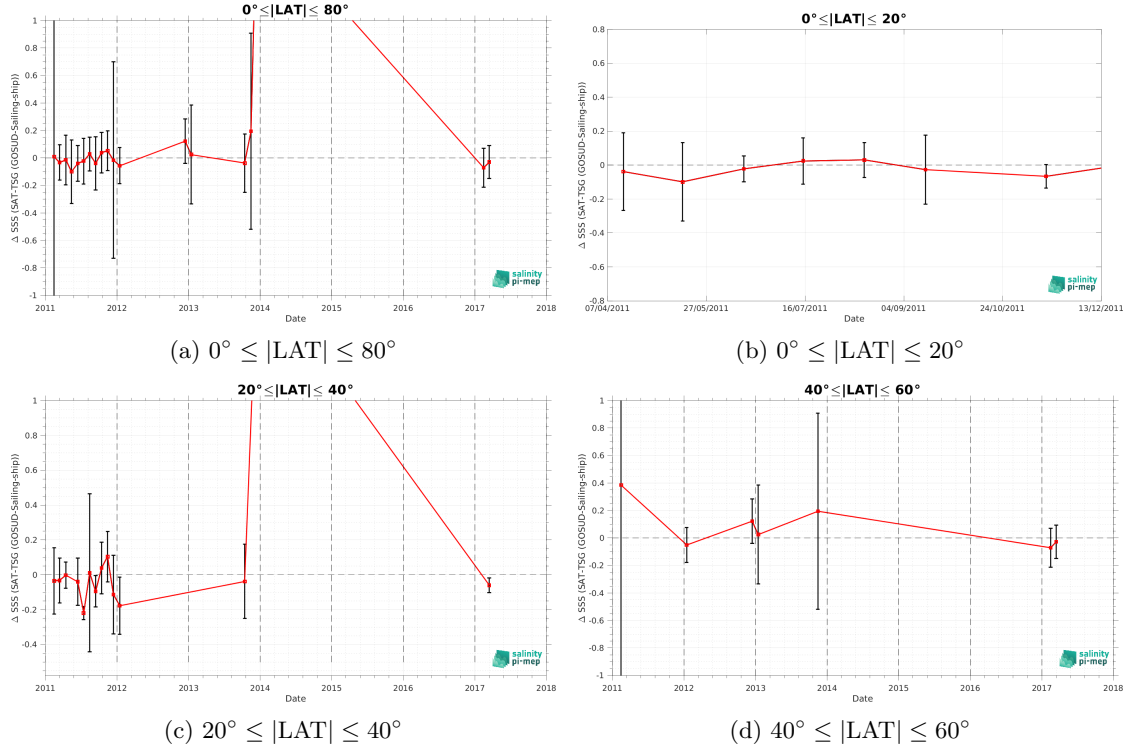 0°≤|LAT|≤ 80°
1
0.8
0.6
0.4
0.2
0
-0.2
-0.4
-0.6
-0.8
-1
Δ SSS (SAT-TSG (GOSUD-Sailing-ship))
2011 2012 2013 2014 2015 2016 2017 2018
Date
salinity
pi-mep
(a) 0° ≤ |LAT| ≤ 80°
0°≤|LAT|≤ 20°
0.8
0.6
0.4
0.2
0
-0.2
-0.4
-0.6
-0.8
Δ SSS (SAT-TSG (GOSUD-Sailing-ship))
07/04/2011 27/05/2011 16/07/2011 04/09/2011 24/10/2011 13/12/2011
Date
salinity
pi-mep
(b) 0° ≤ |LAT| ≤ 20°
20°≤|LAT|≤ 40°
1
0.8
0.6
0.4
0.2
0
-0.2
-0.4
Δ SSS (SAT-TSG (GOSUD-Sailing-ship))
2011 2012 2013 2014 2015 2016 2017 2018
Date
salinity
pi-mep
(c) 20° ≤ |LAT| ≤ 40°
40°≤|LAT|≤ 60°
1
0.8
0.6
0.4
0.2
0
-0.2
-0.4
-0.6
-0.8
-1
Δ SSS (SAT-TSG (GOSUD-Sailing-ship))
2011 2012 2013 2014 2015 2016 2017 2018
Date
salinity
pi-mep
(d) 40° ≤ |LAT| ≤ 60°